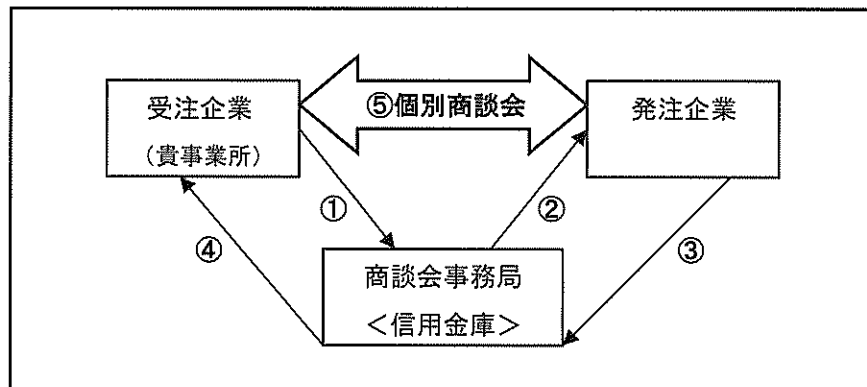 ⑤個別商談会
受注企業
(貴事業所)
発注企業
①
②
③
④
商談会事務局
＜信用金庫＞